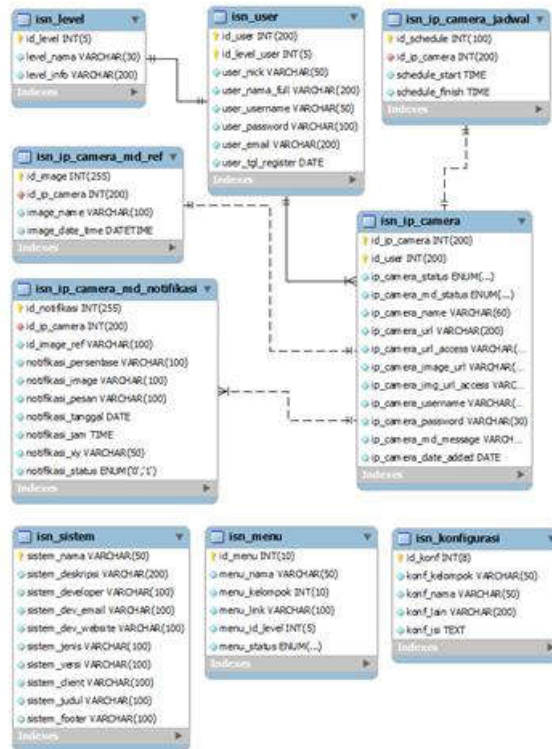 isn_level
id_level INT(5)
level_nama VARCHAR(30)
level_info VARCHAR(200)
Indexes
isn_user
id_user INT(200)
id_level_user INT(5)
user_nick VARCHAR(50)
user_nama_full VARCHAR(200)
user_username VARCHAR(50)
user_password VARCHAR(100)
user_email VARCHAR(200)
user_tgl_register DATE
Indexes
isn_ip_camera_jadwal
id_schedule INT(100)
id_ip_camera INT(200)
schedule_start TIME
schedule_finish TIME
Indexes
isn_ip_camera_md_ref
id_image INT(255)
id_ip_camera INT(200)
image_name VARCHAR(100)
image_date_time DATETIME
Indexes
isn_ip_camera
id_ip_camera INT(200)
id_user INT(200)
ip_camera_status ENUM(...)
ip_camera_md_status ENUM(...)
ip_camera_name VARCHAR(60)
ip_camera_url VARCHAR(200)
ip_camera_url_access VARCHAR(...
ip_camera_image_url VARCHAR(...
ip_camera_img_url_access VARC...
ip_camera_username VARCHAR(...
ip_camera_password VARCHAR(30)
ip_camera_md_message VARCH...
ip_camera_date_added DATE
Indexes
isn_ip_camera_md_notifikasi
id_notifikasi INT(255)
id_ip_camera INT(200)
id_image_ref VARCHAR(100)
notifikasi_persentase VARCHAR(100)
notifikasi_image VARCHAR(100)
notifikasi_pesan VARCHAR(100)
notifikasi_tanggal DATE
notifikasi_jam TIME
notifikasi_xy VARCHAR(50)
notifikasi_status ENUM('0','1')
Indexes
isn_sistem
sistem_nama VARCHAR(50)
sistem_deskripsi VARCHAR(200)
sistem_developer VARCHAR(100)
sistem_dev_email VARCHAR(100)
sistem_dev_website VARCHAR(100)
sistem_jenis VARCHAR(100)
sistem_versi VARCHAR(100)
sistem_client VARCHAR(100)
sistem_judul VARCHAR(100)
sistem_footer VARCHAR(100)
Indexes
isn_menu
id_menu INT(10)
menu_nama VARCHAR(50)
menu_kelompok INT(10)
menu_link VARCHAR(100)
menu_id_level INT(5)
menu_status ENUM(...)
Indexes
isn_konfigurasi
id_konf INT(8)
konf_kelompok VARCHAR(50)
konf_nama VARCHAR(50)
konf_lain VARCHAR(200)
konf_isi TEXT
Indexes